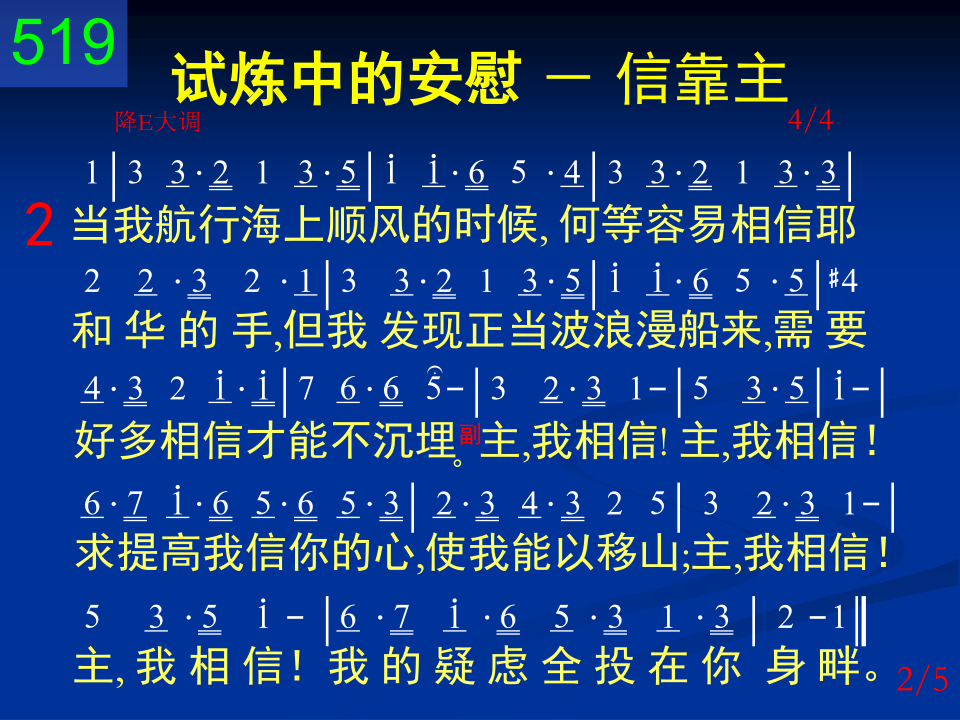 519
试炼中的安慰 － 信靠主
降E大调 4/4
1|3 3·2 1 3·5|i i·6 5·4|3 3·2 1 3·3|
2 当我航行海上顺风的时候, 何等容易相信耶
2 2·3 2·1|3 3·2 1 3·5|i i·6 5·5|♯4
和 华 的 手,但我 发现正当波浪漫船来,需 要
4·3 2 i·i|7 6·6 5-|3 2·3 1-|5 3·5|i-|
好多相信才能不沉埋。副 主,我相信! 主,我相信!
6·7 i·6 5·6 5·3|2·3 4·3 2 5|3 2·3 1-|
求提高我信你的心,使我能以移山;主,我相信!
5 3·5 i -|6·7 i·6 5·3 1·3|2 -1‖
主, 我 相 信! 我 的 疑 虑 全 投 在 你 身 畔。
2/5